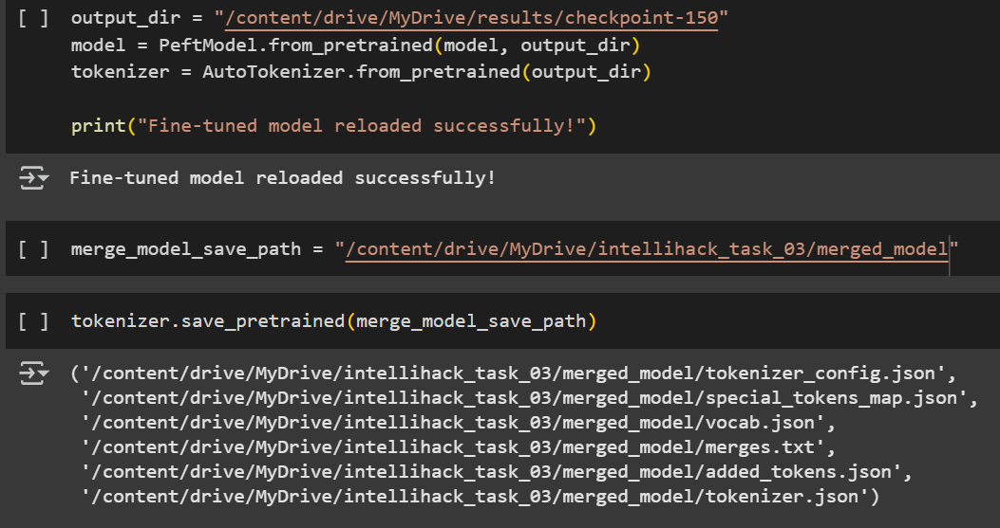 [ ] output_dir = "/content/drive/MyDrive/results/checkpoint-150"
model = PeftModel.from_pretrained(model, output_dir)
tokenizer = AutoTokenizer.from_pretrained(output_dir)
print("Fine-tuned model reloaded successfully!")
Fine-tuned model reloaded successfully!
[ ] merge_model_save_path = "/content/drive/MyDrive/intellihack_task_03/merged_model"
[ ] tokenizer.save_pretrained(merge_model_save_path)
('/content/drive/MyDrive/intellihack_task_03/merged_model/tokenizer_config.json',
'/content/drive/MyDrive/intellihack_task_03/merged_model/special_tokens_map.json',
'/content/drive/MyDrive/intellihack_task_03/merged_model/vocab.json',
'/content/drive/MyDrive/intellihack_task_03/merged_model/merges.txt',
'/content/drive/MyDrive/intellihack_task_03/merged_model/added_tokens.json',
'/content/drive/MyDrive/intellihack_task_03/merged_model/tokenizer.json')